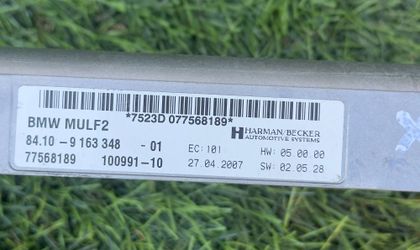 *7523D 077568189*
BMW MULF2
HARMAN/BECKER
AUTOMOTIVE SYSTEMS
84.10 - 9 163 348 - 01
EC: 101
HW: 05.00.00
77568189 100991-10
27.04.2007
SW: 02 05 28